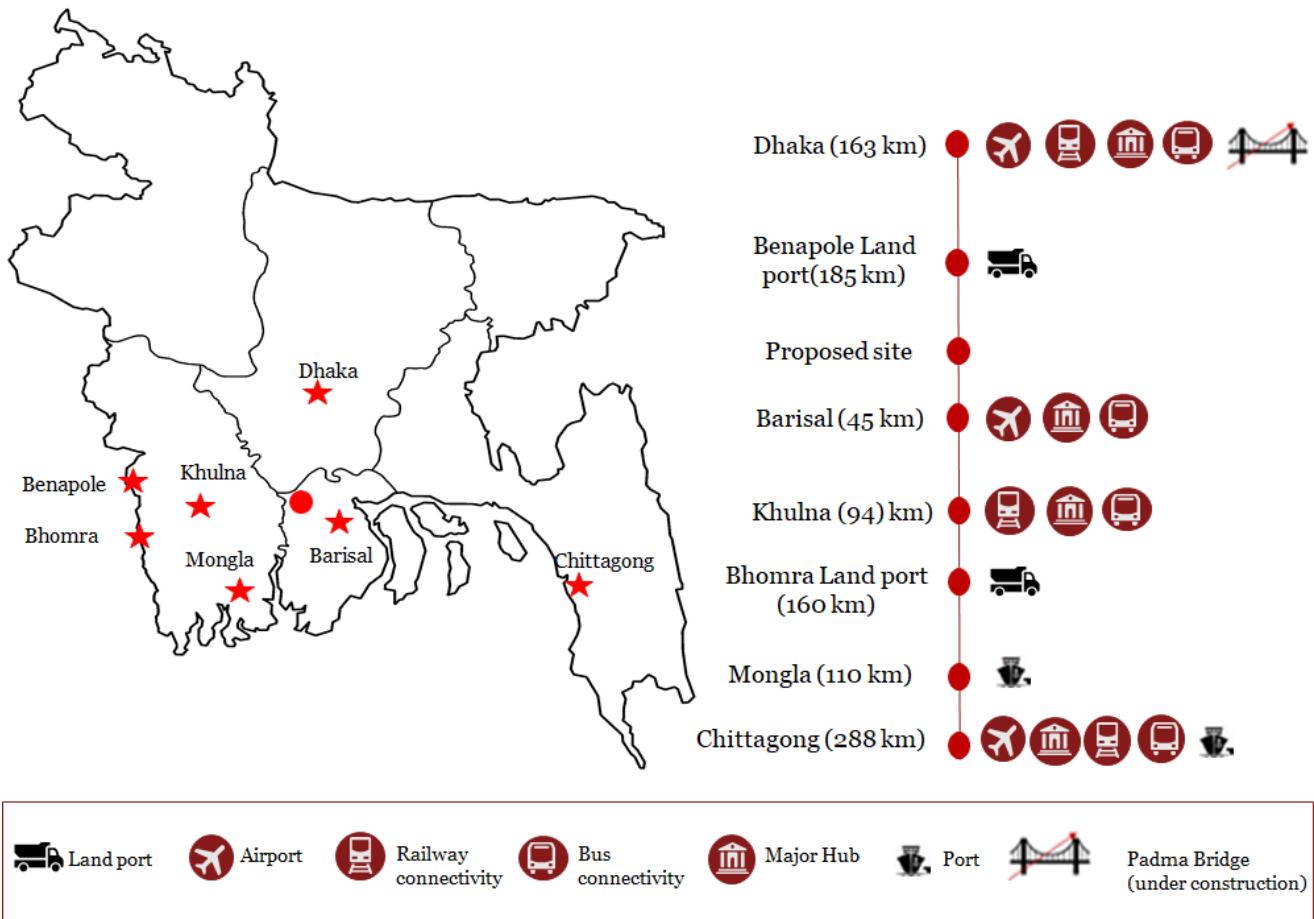 Dhaka
Benapole
Khulna
Bhomra
Mongla
Barisal
Chittagong
Dhaka (163 km)
Benapole Land
port(185 km)
Proposed site
Barisal (45 km)
Khulna (94) km)
Bhomra Land port
(160 km)
Mongla (110 km)
Chittagong (288 km)
Land port
Airport
Railway
connectivity
Bus
connectivity
Major Hub
Port
Padma Bridge
(under construction)